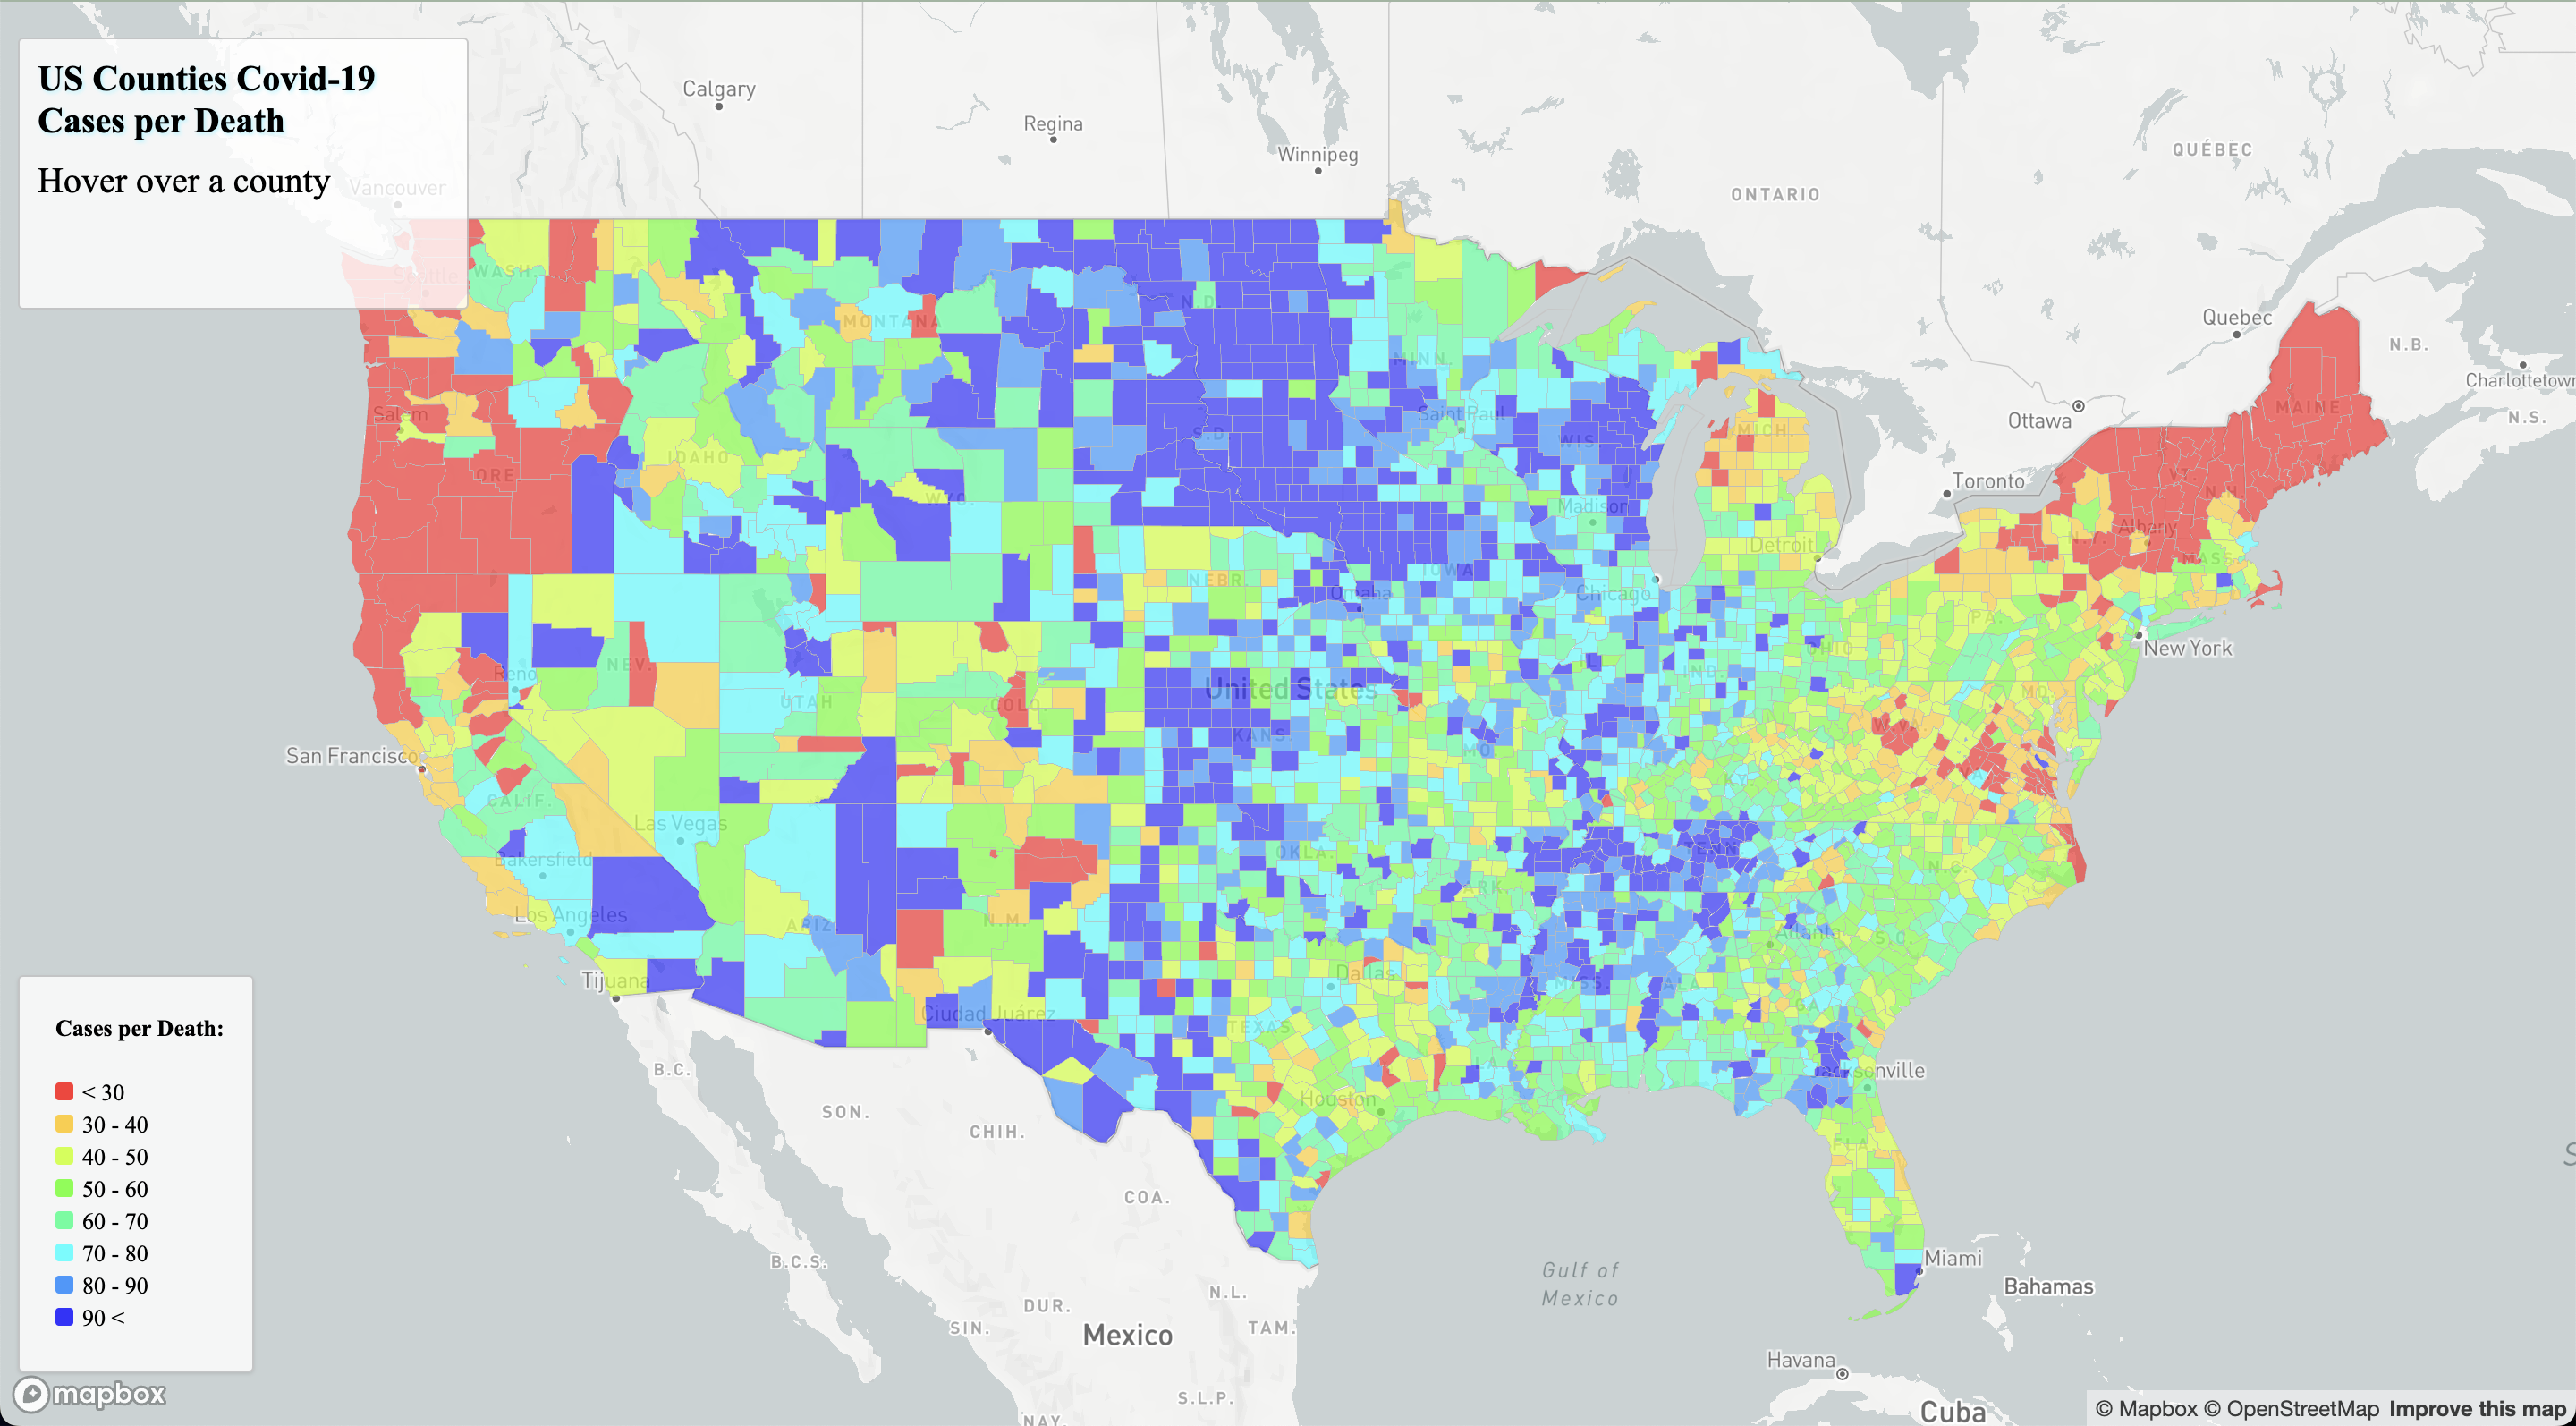 US Counties Covid-19
Cases per Death
Hover over a county
Vancouver
Calgary
Regina
Winnipeg
ONTARIO
QUÉBEC
Quebec
N.B.
Charlottetown
N.S.
Ottawa
Toronto
Seattle
WASH.
MONTANA
N.D.
MINN.
MAINE
Salem
ORE.
IDAHO
WYO.
S.D.
Saint Paul
WIS.
MICH.
VT.
N.H.
Madison
Albany
N.Y.
MASS.
Detroit
NEBR.
IOWA
Chicago
Omaha
PA.
New York
OHIO
Reno
NEV.
UTAH
COLO.
United States
ILL.
IND.
MD.
W.VA.
San Francisco
KANS.
MO.
KY.
VA.
CALIF.
Las Vegas
Bakersfield
OKLA.
TENN.
N.C.
ARK.
Los Angeles
ARIZ.
N.M.
Atlanta
S.C.
Dallas
MISS.
ALA.
GA.
Tijuana
Ciudad Juárez
TEXAS
LA.
Jacksonville
B.C.
SON.
CHIH.
Houston
FLA.
COA.
Miami
Bahamas
B.C.S.
Gulf of
Mexico
DUR.
N.L.
SIN.
Mexico
TAM.
Havana
S.L.P.
NAY.
Cuba
Cases per Death:
< 30
30 - 40
40 - 50
50 - 60
60 - 70
70 - 80
80 - 90
90 <
mapbox
© Mapbox © OpenStreetMap Improve this map